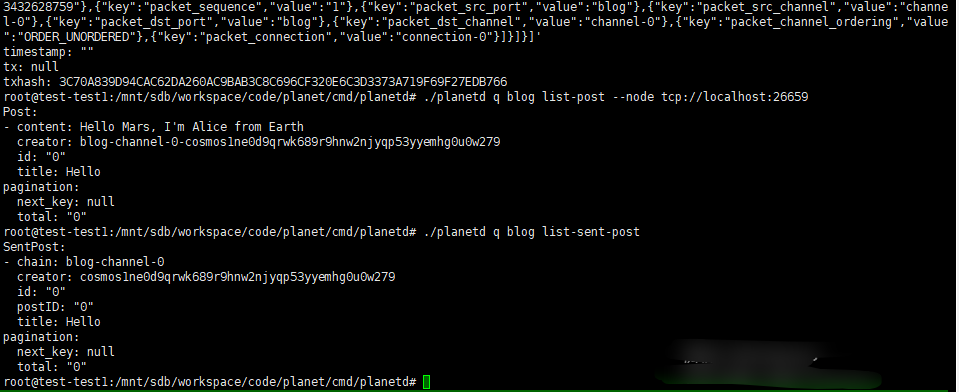 3432628759"},{"key":"packet_sequence","value":"1"},{"key":"packet_src_port","value":"blog"},{"key":"packet_src_channel","value":"channe
l-0"},{"key":"packet_dst_port","value":"blog"},{"key":"packet_dst_channel","value":"channel-0"},{"key":"packet_channel_ordering","value
":"ORDER_UNORDERED"},{"key":"packet_connection","value":"connection-0"}]}]}]'
timestamp: ""
tx: null
txhash: 3C70A839D94CAC62DA260AC9BAB3C8C696CF320E6C3D3373A719F69F27EDB766
root@test-test1:/mnt/sdb/workspace/code/planet/cmd/planetd# ./planetd q blog list-post --node tcp://localhost:26659
Post:
- content: Hello Mars, I'm Alice from Earth
  creator: blog-channel-0-cosmos1ne0d9qrwk689r9hnw2njyqp53yyemhg0u0w279
  id: "0"
  title: Hello
pagination:
  next_key: null
  total: "0"
root@test-test1:/mnt/sdb/workspace/code/planet/cmd/planetd# ./planetd q blog list-sent-post
SentPost:
- chain: blog-channel-0
  creator: cosmos1ne0d9qrwk689r9hnw2njyqp53yyemhg0u0w279
  id: "0"
  postID: "0"
  title: Hello
pagination:
  next_key: null
  total: "0"
root@test-test1:/mnt/sdb/workspace/code/planet/cmd/planetd#